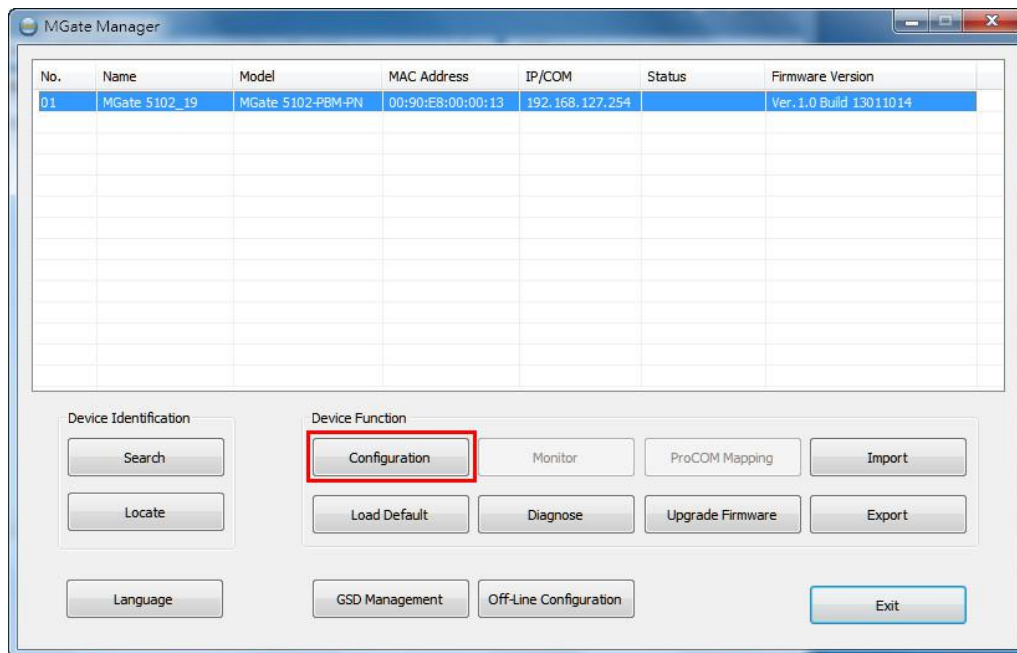 MGate Manager
No. Name Model MAC Address IP/COM Status Firmware Version
01 MGate 5102_19 MGate 5102-PBM-PN 00:90:E8:00:00:13 192.168.127.254 Ver.1.0 Build 13011014
Device Identification Device Function
Search Configuration Monitor ProCOM Mapping Import
Locate Load Default Diagnose Upgrade Firmware Export
Language GSD Management Off-Line Configuration Exit